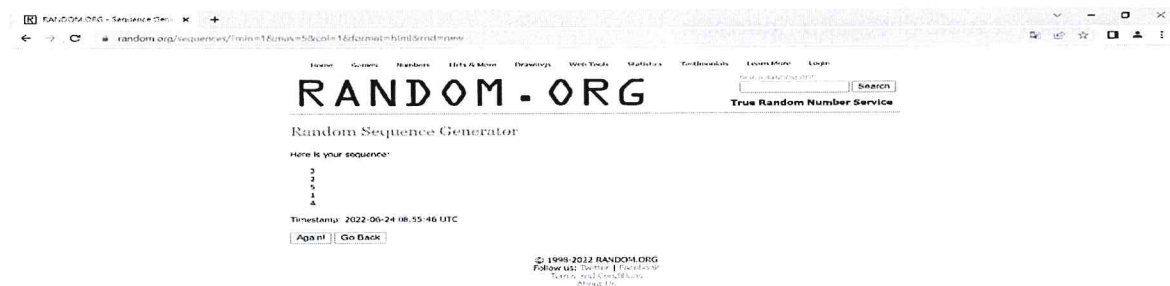 RANDOM.ORG - Sequence Gen
random.org/sequences/?min=1&max=5&col=1&format=html&rnd=new
Home Games Numbers Lists & More Drawings Web Tools Statistics Testimonials Learn More Login
RANDOM.ORG
Search
True Random Number Service
Random Sequence Generator
Here is your sequence:
3
2
5
1
4
Timestamp: 2022-06-24 08:55:46 UTC
Again! Go Back
© 1998-2022 RANDOM.ORG
Follow us: Twitter | Facebook
Terms and Conditions
About Us